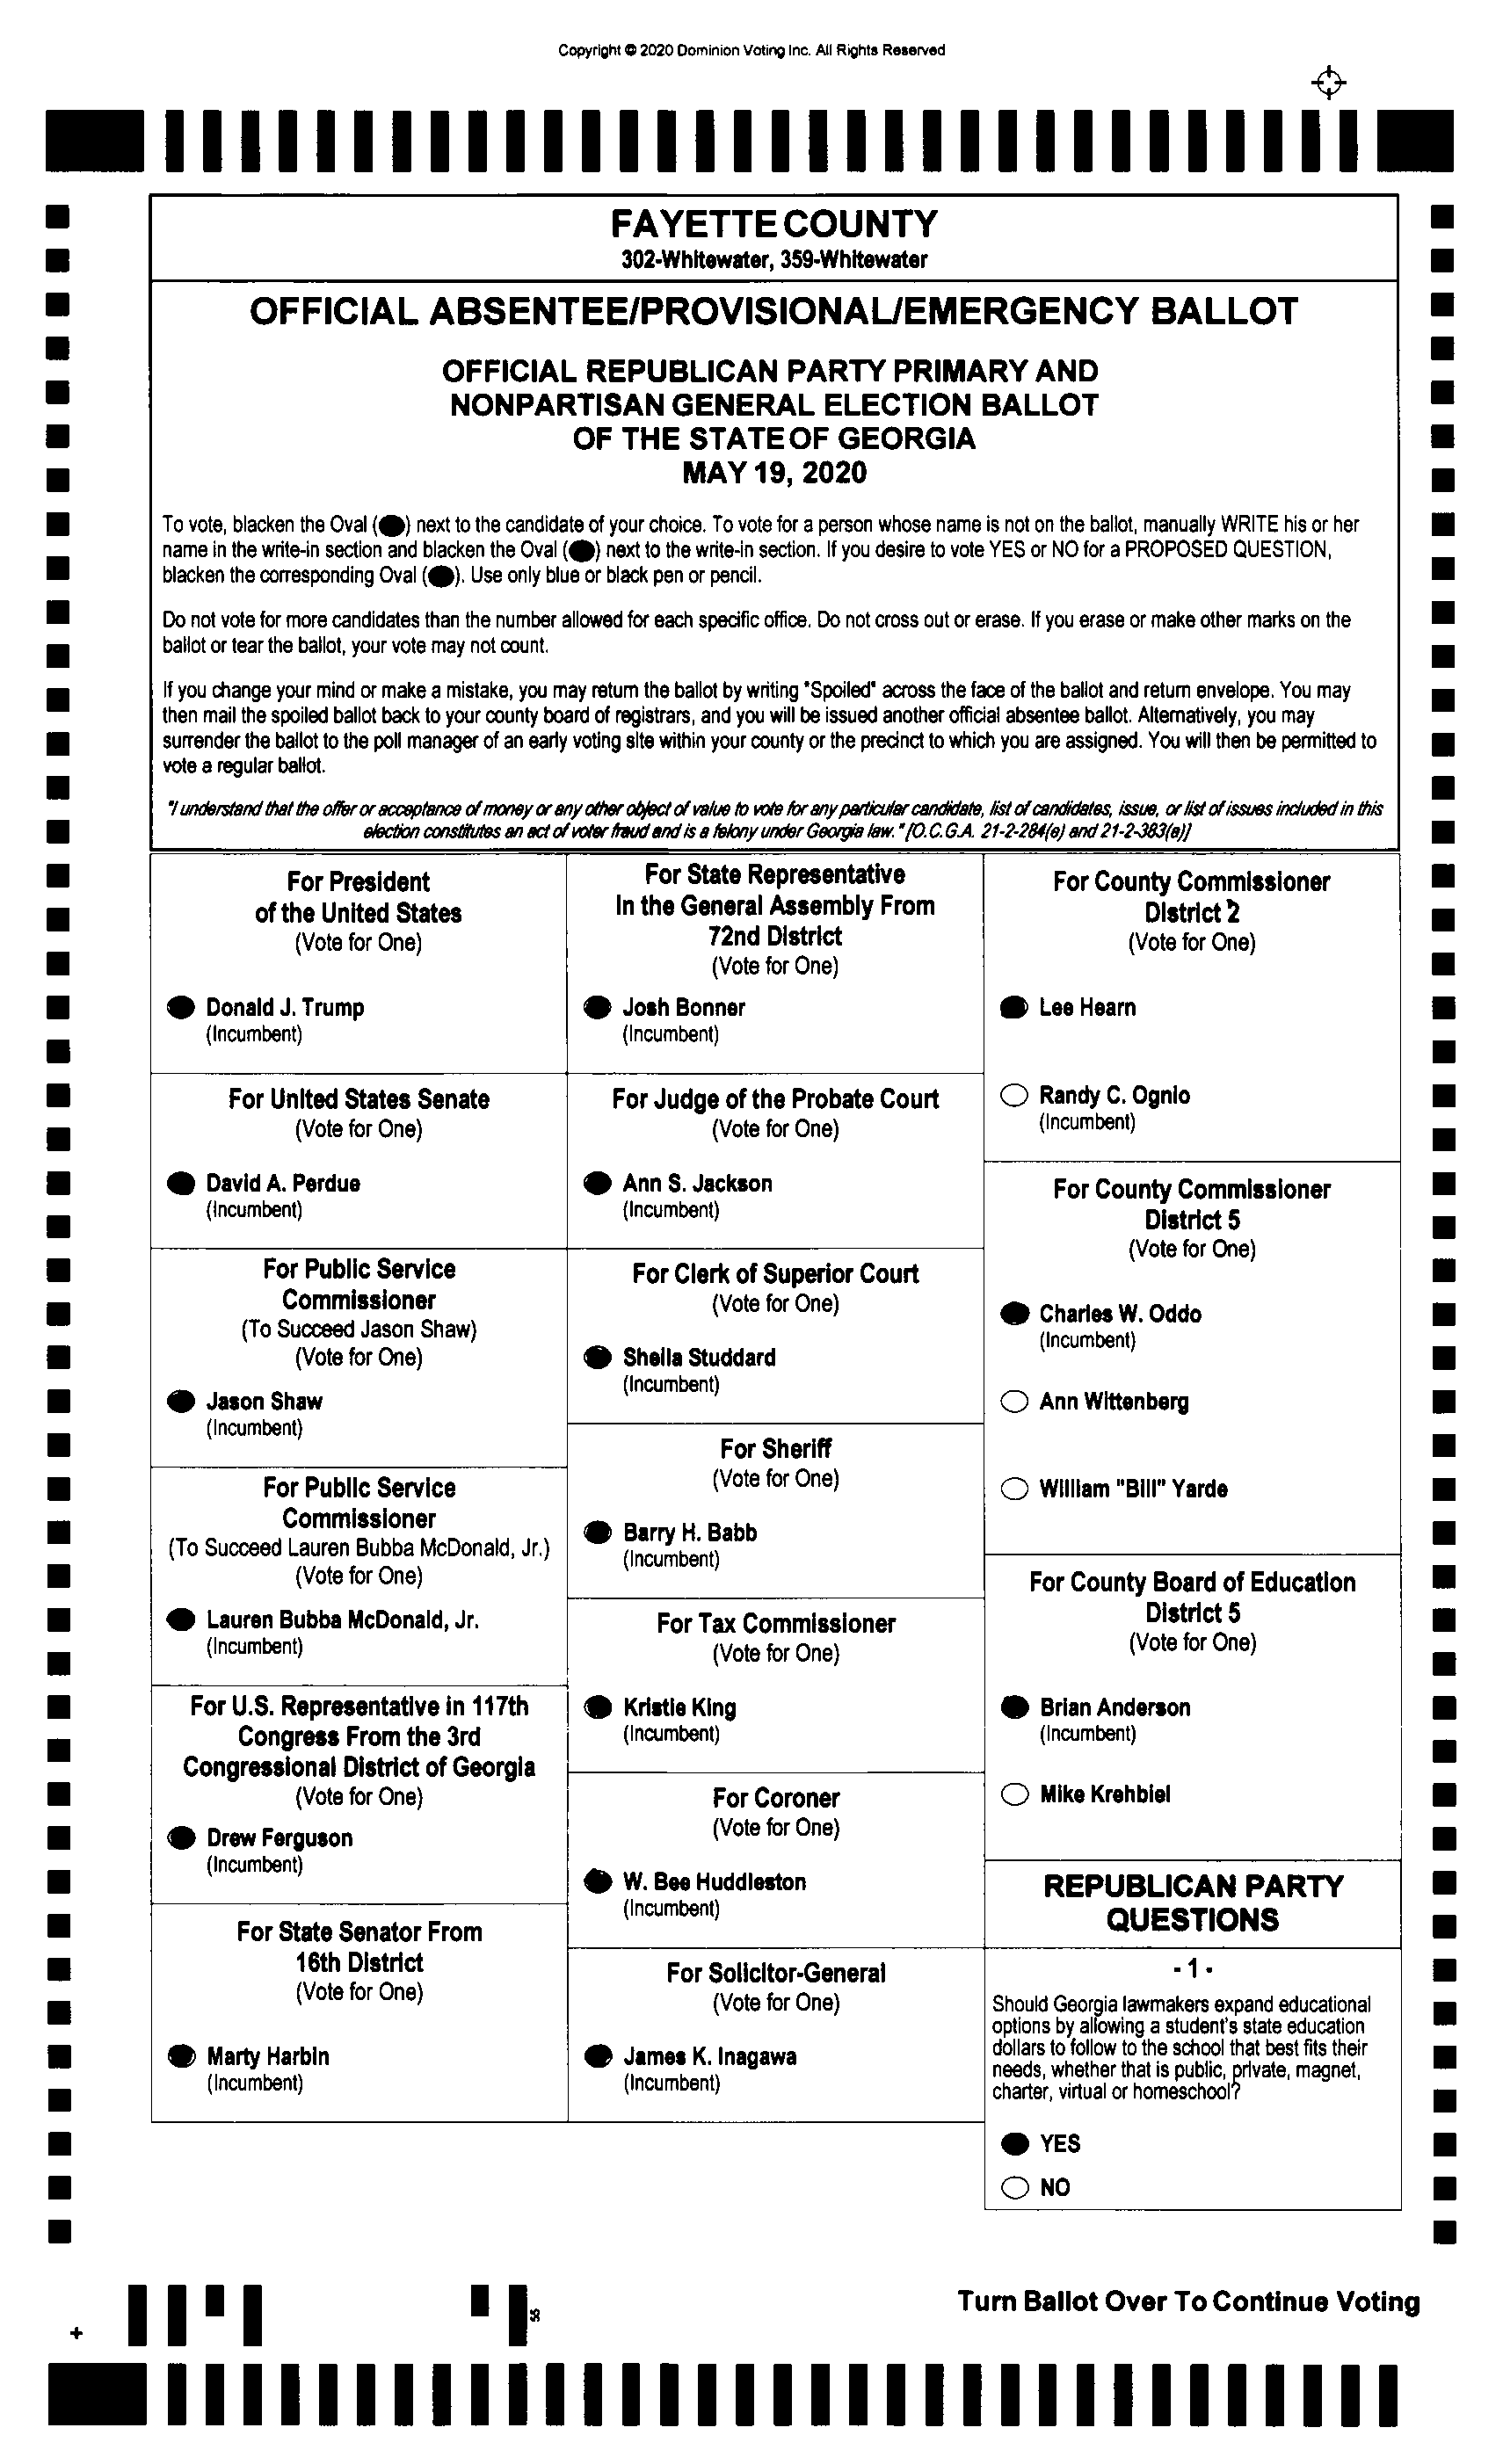 Copyright © 2020 Dominion Voting Inc. All Rights Reserved
FAYETTE COUNTY
302-Whitewater, 359-Whitewater
OFFICIAL ABSENTEE/PROVISIONAL/EMERGENCY BALLOT
OFFICIAL REPUBLICAN PARTY PRIMARY AND
NONPARTISAN GENERAL ELECTION BALLOT
OF THE STATE OF GEORGIA
MAY 19, 2020
To vote, blacken the Oval ( ) next to the candidate of your choice. To vote for a person whose name is not on the ballot, manually WRITE his or her
name in the write-in section and blacken the Oval ( ) next to the write-in section. If you desire to vote YES or NO for a PROPOSED QUESTION,
blacken the corresponding Oval ( ). Use only blue or black pen or pencil.
Do not vote for more candidates than the number allowed for each specific office. Do not cross out or erase. If you erase or make other marks on the
ballot or tear the ballot, your vote may not count.
If you change your mind or make a mistake, you may return the ballot by writing "Spoiled" across the face of the ballot and return envelope. You may
then mail the spoiled ballot back to your county board of registrars, and you will be issued another official absentee ballot. Alternatively, you may
surrender the ballot to the poll manager of an early voting site within your county or the precinct to which you are assigned. You will then be permitted to
vote a regular ballot.
"I understand that the offer or acceptance of money or any other object of value to vote for any particular candidate, list of candidates, issue, or list of issues included in this
election constitutes an act of voter fraud and is a felony under Georgia law." [O.C.G.A. 21-2-284(e) and 21-2-383(a)]
For President
of the United States
(Vote for One)
Donald J. Trump
(Incumbent)
For United States Senate
(Vote for One)
David A. Perdue
(Incumbent)
For Public Service
Commissioner
(To Succeed Jason Shaw)
(Vote for One)
Jason Shaw
(Incumbent)
For Public Service
Commissioner
(To Succeed Lauren Bubba McDonald, Jr.)
(Vote for One)
Lauren Bubba McDonald, Jr.
(Incumbent)
For U.S. Representative in 117th
Congress From the 3rd
Congressional District of Georgia
(Vote for One)
Drew Ferguson
(Incumbent)
For State Senator From
16th District
(Vote for One)
Marty Harbin
(Incumbent)
For State Representative
In the General Assembly From
72nd District
(Vote for One)
Josh Bonner
(Incumbent)
For Judge of the Probate Court
(Vote for One)
Ann S. Jackson
(Incumbent)
For Clerk of Superior Court
(Vote for One)
Sheila Studdard
(Incumbent)
For Sheriff
(Vote for One)
Barry H. Babb
(Incumbent)
For Tax Commissioner
(Vote for One)
Kristie King
(Incumbent)
For Coroner
(Vote for One)
W. Bee Huddleston
(Incumbent)
For Solicitor-General
(Vote for One)
James K. Inagawa
(Incumbent)
For County Commissioner
District 2
(Vote for One)
Lee Hearn
Randy C. Ognio
(Incumbent)
For County Commissioner
District 5
(Vote for One)
Charles W. Oddo
(Incumbent)
Ann Wittenberg
William "Bill" Yarde
For County Board of Education
District 5
(Vote for One)
Brian Anderson
(Incumbent)
Mike Krehbiel
REPUBLICAN PARTY
QUESTIONS
- 1 -
Should Georgia lawmakers expand educational
options by allowing a student's state education
dollars to follow to the school that best fits their
needs, whether that is public, private, magnet,
charter, virtual or homeschool?
YES
NO
Turn Ballot Over To Continue Voting